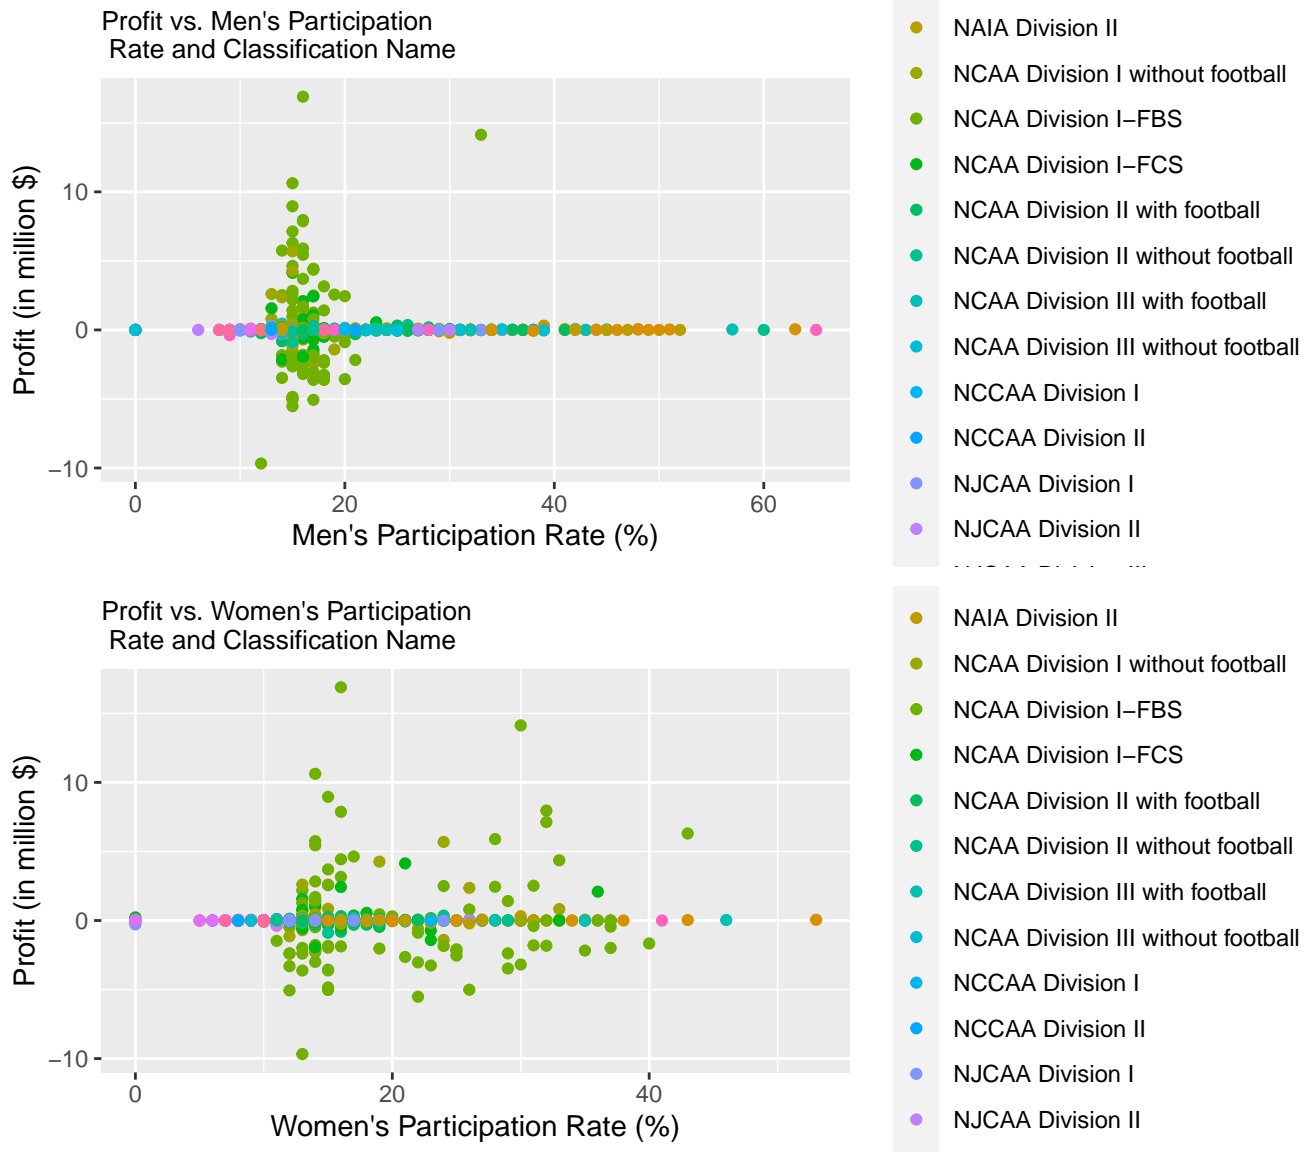 Profit vs. Men's Participation
Rate and Classification Name
Profit (in million $)
10
0
−10
0
20
40
60
Men's Participation Rate (%)
NAIA Division II
NCAA Division I without football
NCAA Division I−FBS
NCAA Division I−FCS
NCAA Division II with football
NCAA Division II without football
NCAA Division III with football
NCAA Division III without football
NCCAA Division I
NCCAA Division II
NJCAA Division I
NJCAA Division II
Profit vs. Women's Participation
Rate and Classification Name
Profit (in million $)
10
0
−10
0
20
40
Women's Participation Rate (%)
NAIA Division II
NCAA Division I without football
NCAA Division I−FBS
NCAA Division I−FCS
NCAA Division II with football
NCAA Division II without football
NCAA Division III with football
NCAA Division III without football
NCCAA Division I
NCCAA Division II
NJCAA Division I
NJCAA Division II